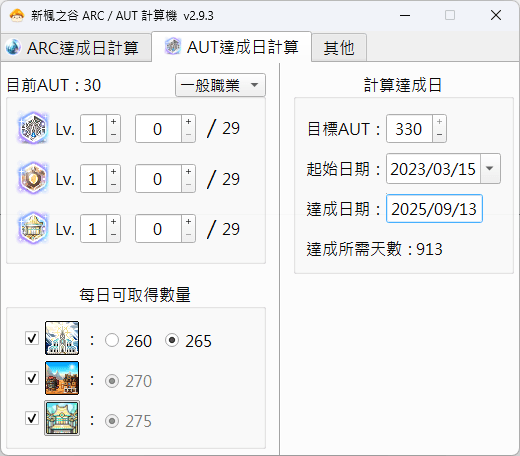 新楓之谷 ARC / AUT 計算機 v2.9.3
ARC達成日計算 AUT達成日計算 其他
目前AUT : 30 一般職業
Lv. 1 0 / 29
Lv. 1 0 / 29
Lv. 1 0 / 29
每日可取得數量
: 260 265
: 270
: 275
計算達成日
目標AUT : 330
起始日期 : 2023/03/15
達成日期 : 2025/09/13
達成所需天數 : 913